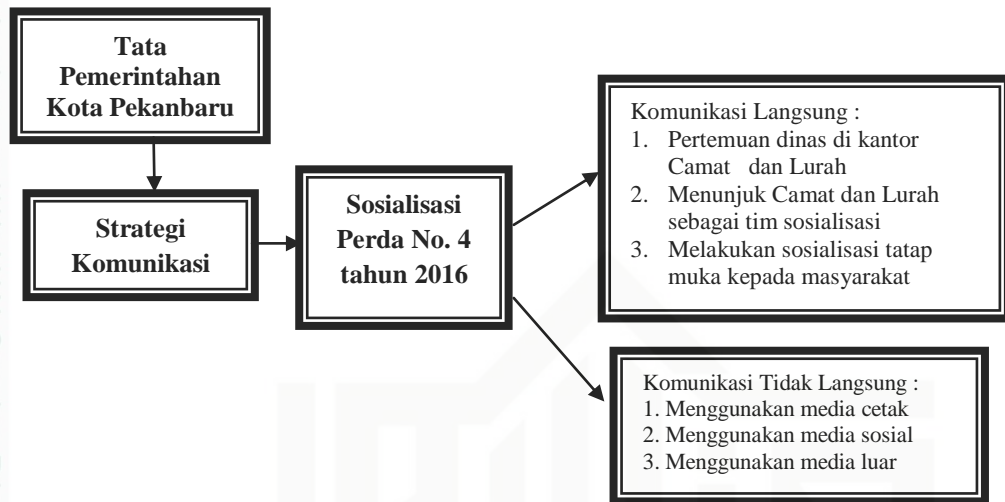 Tata
Pemerintahan
Kota Pekanbaru
Strategi
Komunikasi
Sosialisasi
Perda No. 4
tahun 2016
Komunikasi Langsung :
1. Pertemuan dinas di kantor
Camat dan Lurah
2. Menunjuk Camat dan Lurah
sebagai tim sosialisasi
3. Melakukan sosialisasi tatap
muka kepada masyarakat
Komunikasi Tidak Langsung :
1. Menggunakan media cetak
2. Menggunakan media sosial
3. Menggunakan media luar